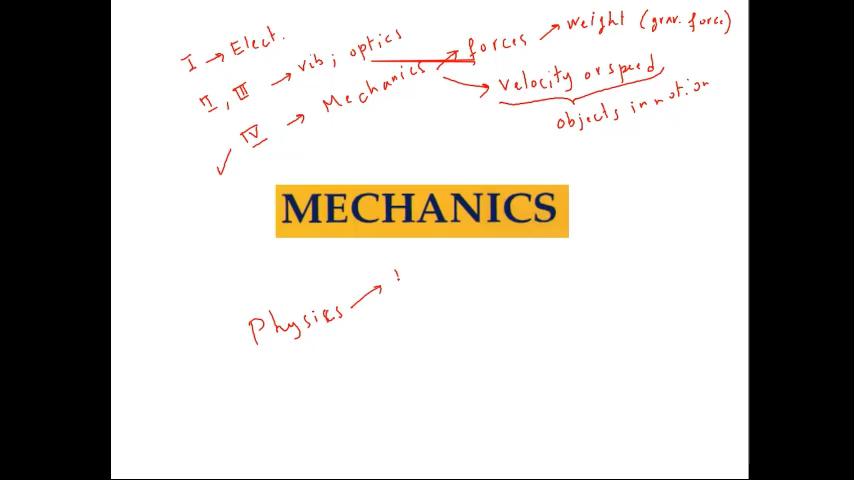 I → Elect.
II, III → vib; optics
IV → Mechanics → forces → weight (grav. force)
→ velocity or speed
objects in motion
MECHANICS
Physics →